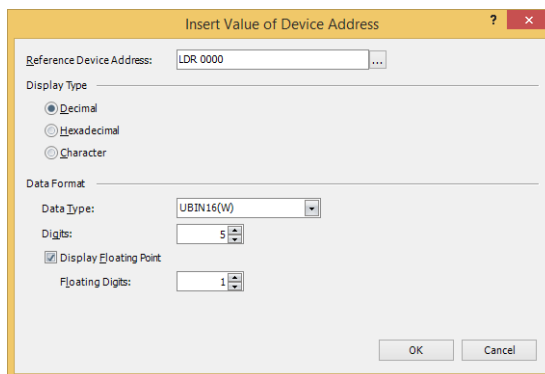 Insert Value of Device Address
? ×
Reference Device Address: LDR 0000 ...
Display Type
Decimal
Hexadecimal
Character
Data Format
Data Type: UBIN16(W)
Digits: 5
Display Floating Point
Floating Digits: 1
OK Cancel